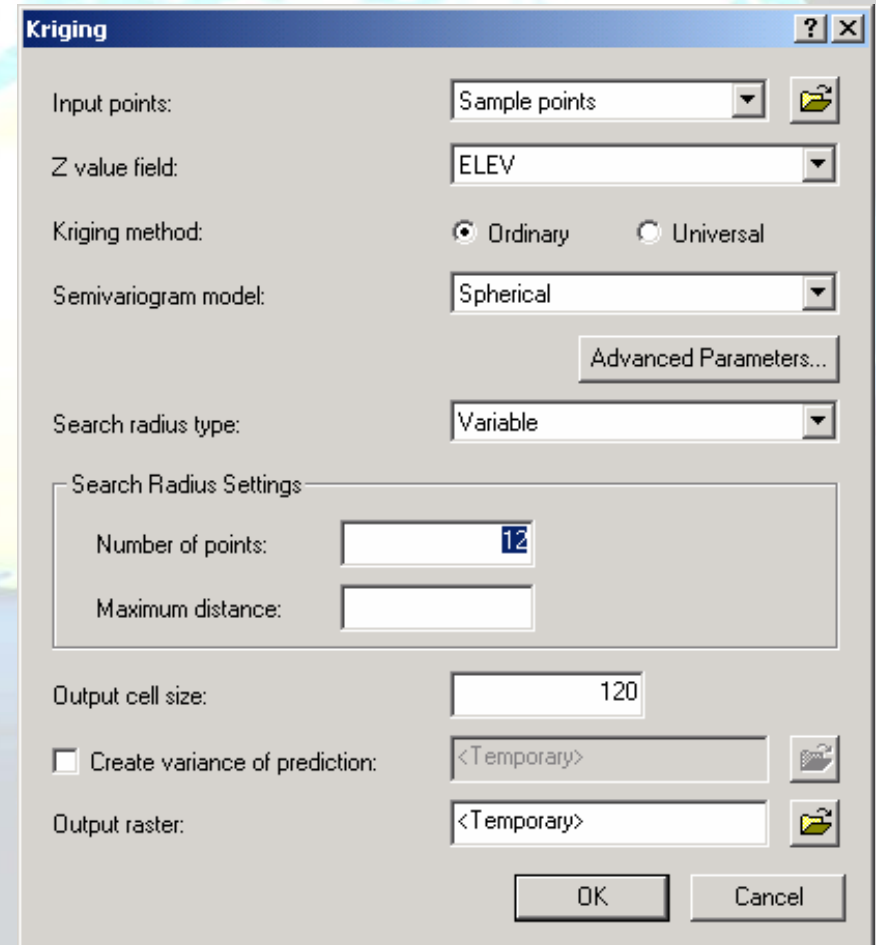 Kriging
Input points: Sample points
Z value field: ELEV
Kriging method: Ordinary Universal
Semivariogram model: Spherical
Advanced Parameters...
Search radius type: Variable
Search Radius Settings
Number of points: 12
Maximum distance:
Output cell size: 120
Create variance of prediction: <Temporary>
Output raster: <Temporary>
OK Cancel